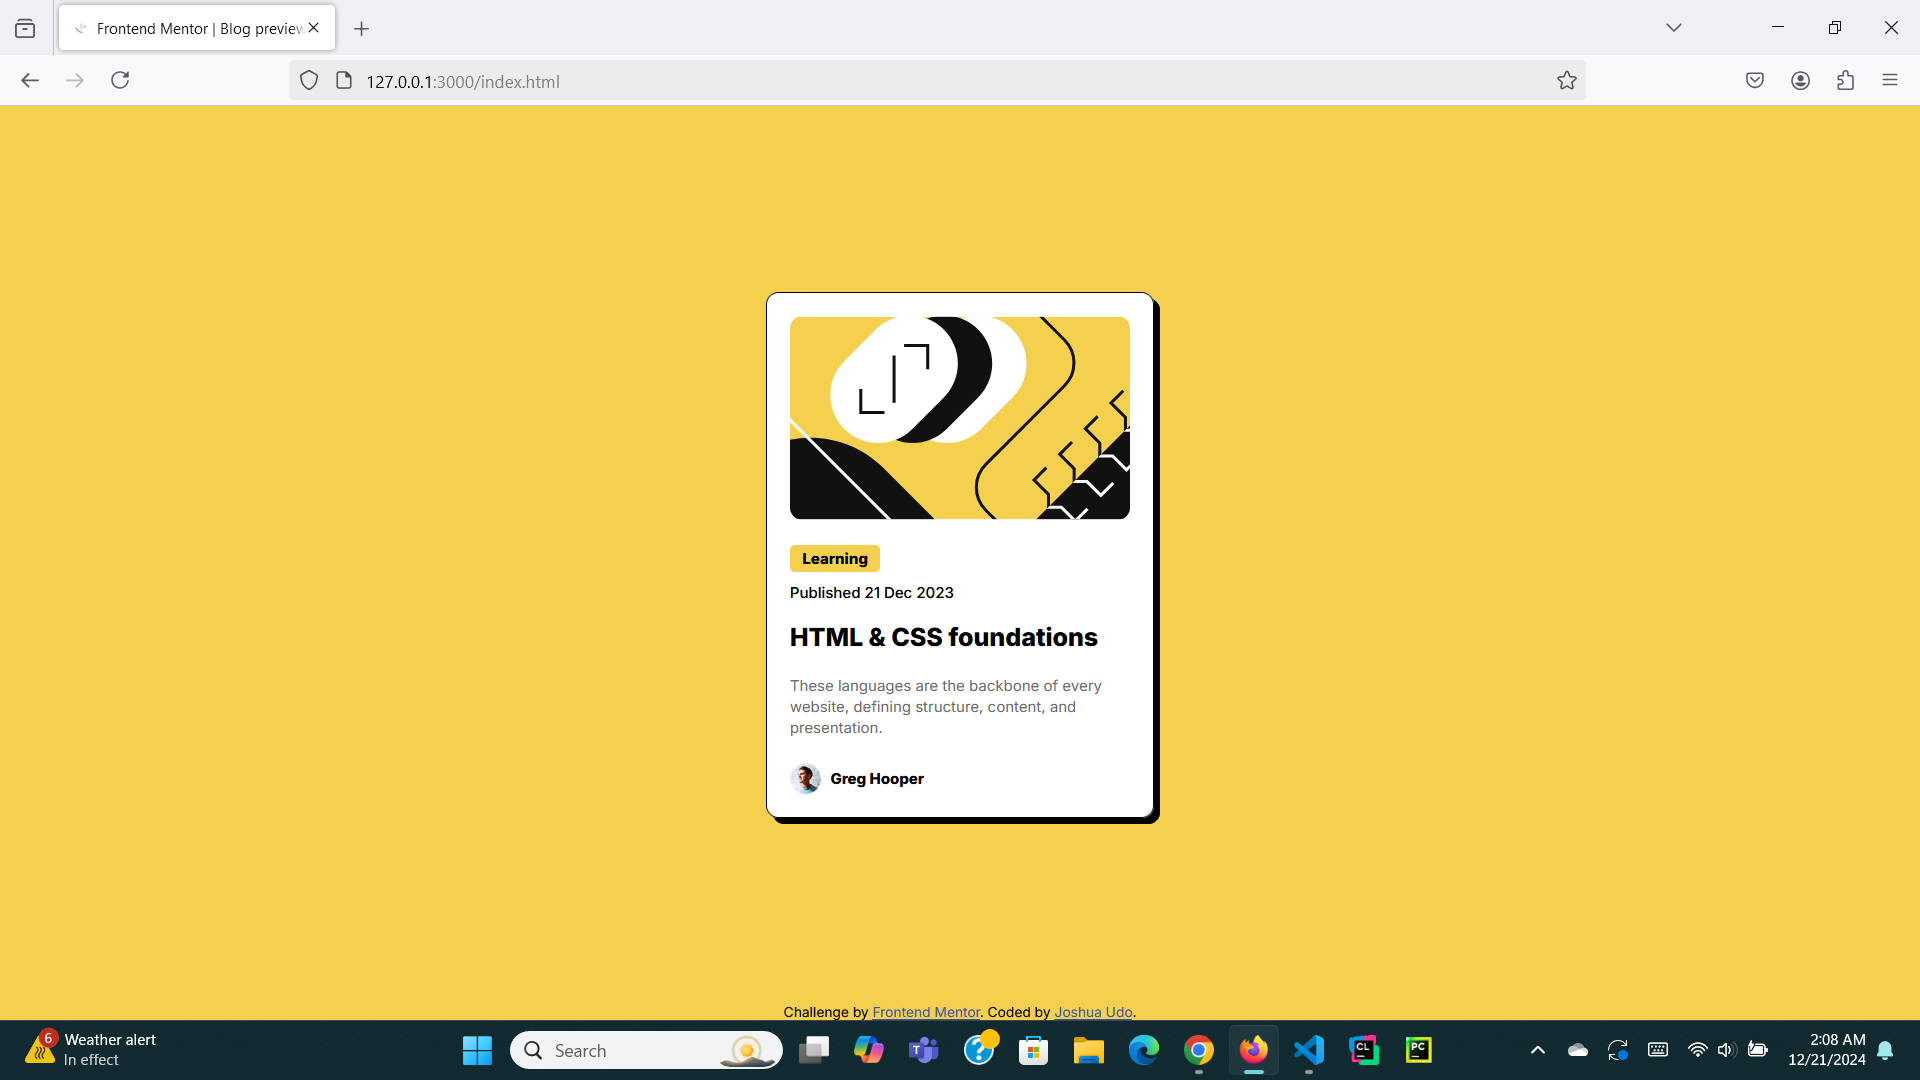 Frontend Mentor | Blog preview
127.0.0.1:3000/index.html
Learning
Published 21 Dec 2023
HTML & CSS foundations
These languages are the backbone of every
website, defining structure, content, and
presentation.
Greg Hooper
Challenge by Frontend Mentor. Coded by Joshua Udo.
6
Weather alert
In effect
Search
T
?
CL
PC
2:08 AM
12/21/2024